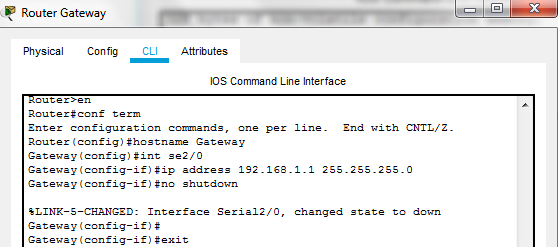 Router Gateway
Physical Config CLI Attributes
IOS Command Line Interface
Router>en
Router#conf term
Enter configuration commands, one per line.  End with CNTL/Z.
Router(config)#hostname Gateway
Gateway(config)#int se2/0
Gateway(config-if)#ip address 192.168.1.1 255.255.255.0
Gateway(config-if)#no shutdown
%LINK-5-CHANGED: Interface Serial2/0, changed state to down
Gateway(config-if)#
Gateway(config-if)#exit